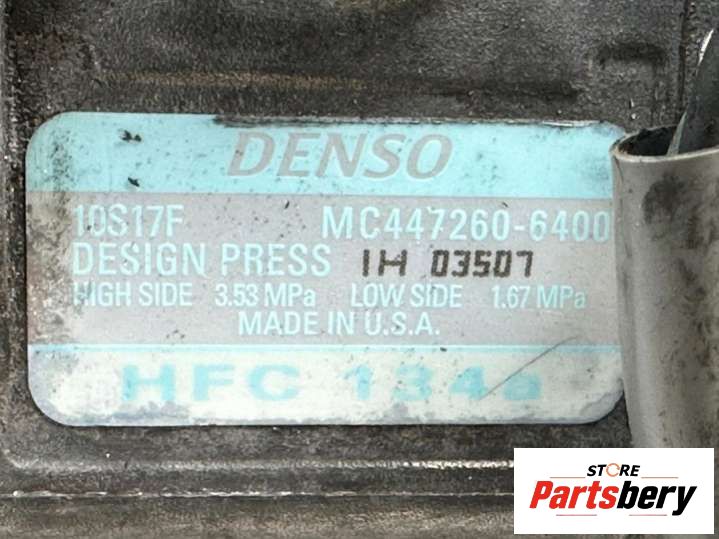 DENSO
10S17F MC447260-6400
DESIGN PRESS 1H 03507
HIGH SIDE 3.53 MPa LOW SIDE 1.67 MPa
MADE IN U.S.A.
HFC 134a
STORE
Partsbery